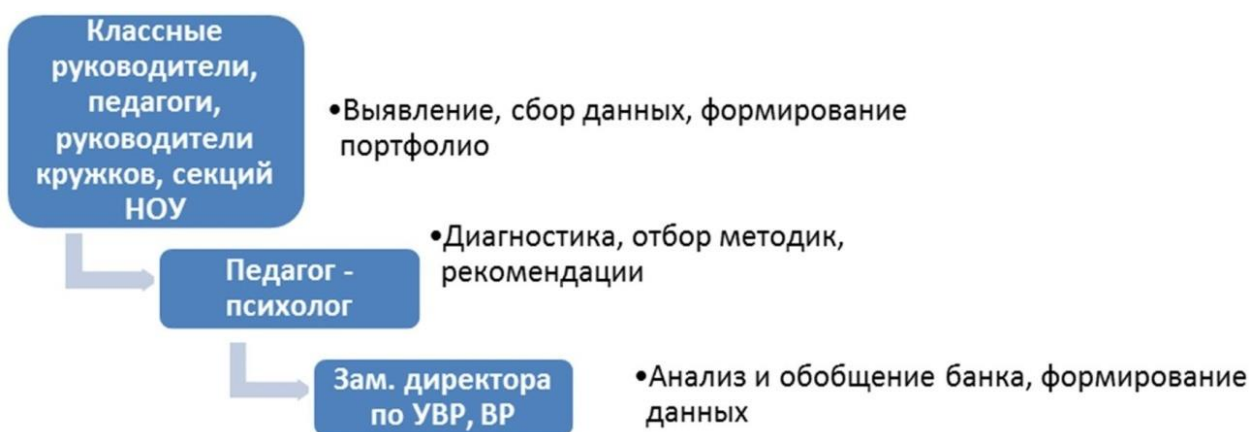 Классные
руководители,
педагоги,
руководители
кружков, секций
НОУ
•Выявление, сбор данных, формирование
портфолио
Педагог -
психолог
•Диагностика, отбор методик,
рекомендации
Зам. директора
по УВР, ВР
•Анализ и обобщение банка, формирование
данных